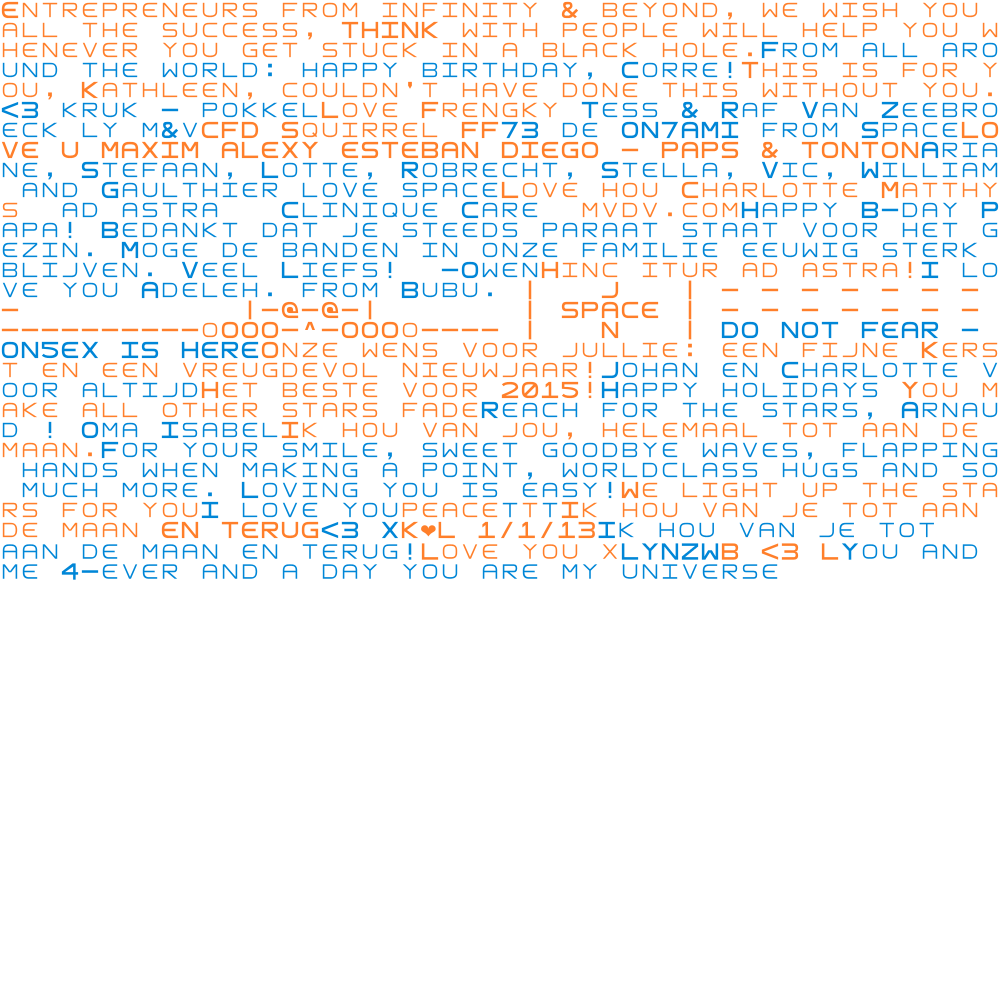 ENTREPRENEURS FROM INFINITY & BEYOND, WE WISH YOU
ALL THE SUCCESS, THINK WITH PEOPLE WILL HELP YOU W
HENEVER YOU GET STUCK IN A BLACK HOLE.FROM ALL ARO
UND THE WORLD: HAPPY BIRTHDAY, CORRE!THIS IS FOR Y
OU, KATHLEEN, COULDN'T HAVE DONE THIS WITHOUT YOU.
<3 KRUK - POKKELLOVE FRENGKY TESS & RAF VAN ZEEBRO
ECK LY M&VCFD SQUIRREL FF73 DE ON7AMI FROM SPACELO
VE U MAXIM ALEXY ESTEBAN DIEGO - PAPS & TONTONARIA
NE, STEFAAN, LOTTE, ROBRECHT, STELLA, VIC, WILLIAM
AND GAULTHIER LOVE SPACELOVE HOU CHARLOTTE MATTHY
S  AD ASTRA   CLINIQUE CARE  MVDV.COMHAPPY B-DAY P
APA! BEDANKT DAT JE STEEDS PARAAT STAAT VOOR HET G
EZIN. MOGE DE BANDEN IN ONZE FAMILIE EEUWIG STERK
BLIJVEN. VEEL LIEFS!  -OWENHINC ITUR AD ASTRA!I LO
VE YOU ADELEH. FROM BUBU. |   J   | - - - - - - -
-           |-@-@-|       | SPACE | - - - - - - -
----------OOOO-^-OOOO---- |   N   | DO NOT FEAR -
ON5EX IS HEREONZE WENS VOOR JULLIE: EEN FIJNE KERS
T EN EEN VREUGDEVOL NIEUWJAAR!JOHAN EN CHARLOTTE V
OOR ALTIJDHET BESTE VOOR 2015!HAPPY HOLIDAYS YOU M
AKE ALL OTHER STARS FADEREACH FOR THE STARS, ARNAU
D ! OMA ISABELIK HOU VAN JOU, HELEMAAL TOT AAN DE
MAAN.FOR YOUR SMILE, SWEET GOODBYE WAVES, FLAPPING
HANDS WHEN MAKING A POINT, WORLDCLASS HUGS AND SO
MUCH MORE. LOVING YOU IS EASY!WE LIGHT UP THE STA
RS FOR YOUI LOVE YOUPEACETTTIK HOU VAN JE TOT AAN
DE MAAN EN TERUG<3 XK❤L 1/1/13IK HOU VAN JE TOT
AAN DE MAAN EN TERUG!LOVE YOU XLYNZWB <3 LYOU AND
ME 4-EVER AND A DAY YOU ARE MY UNIVERSE